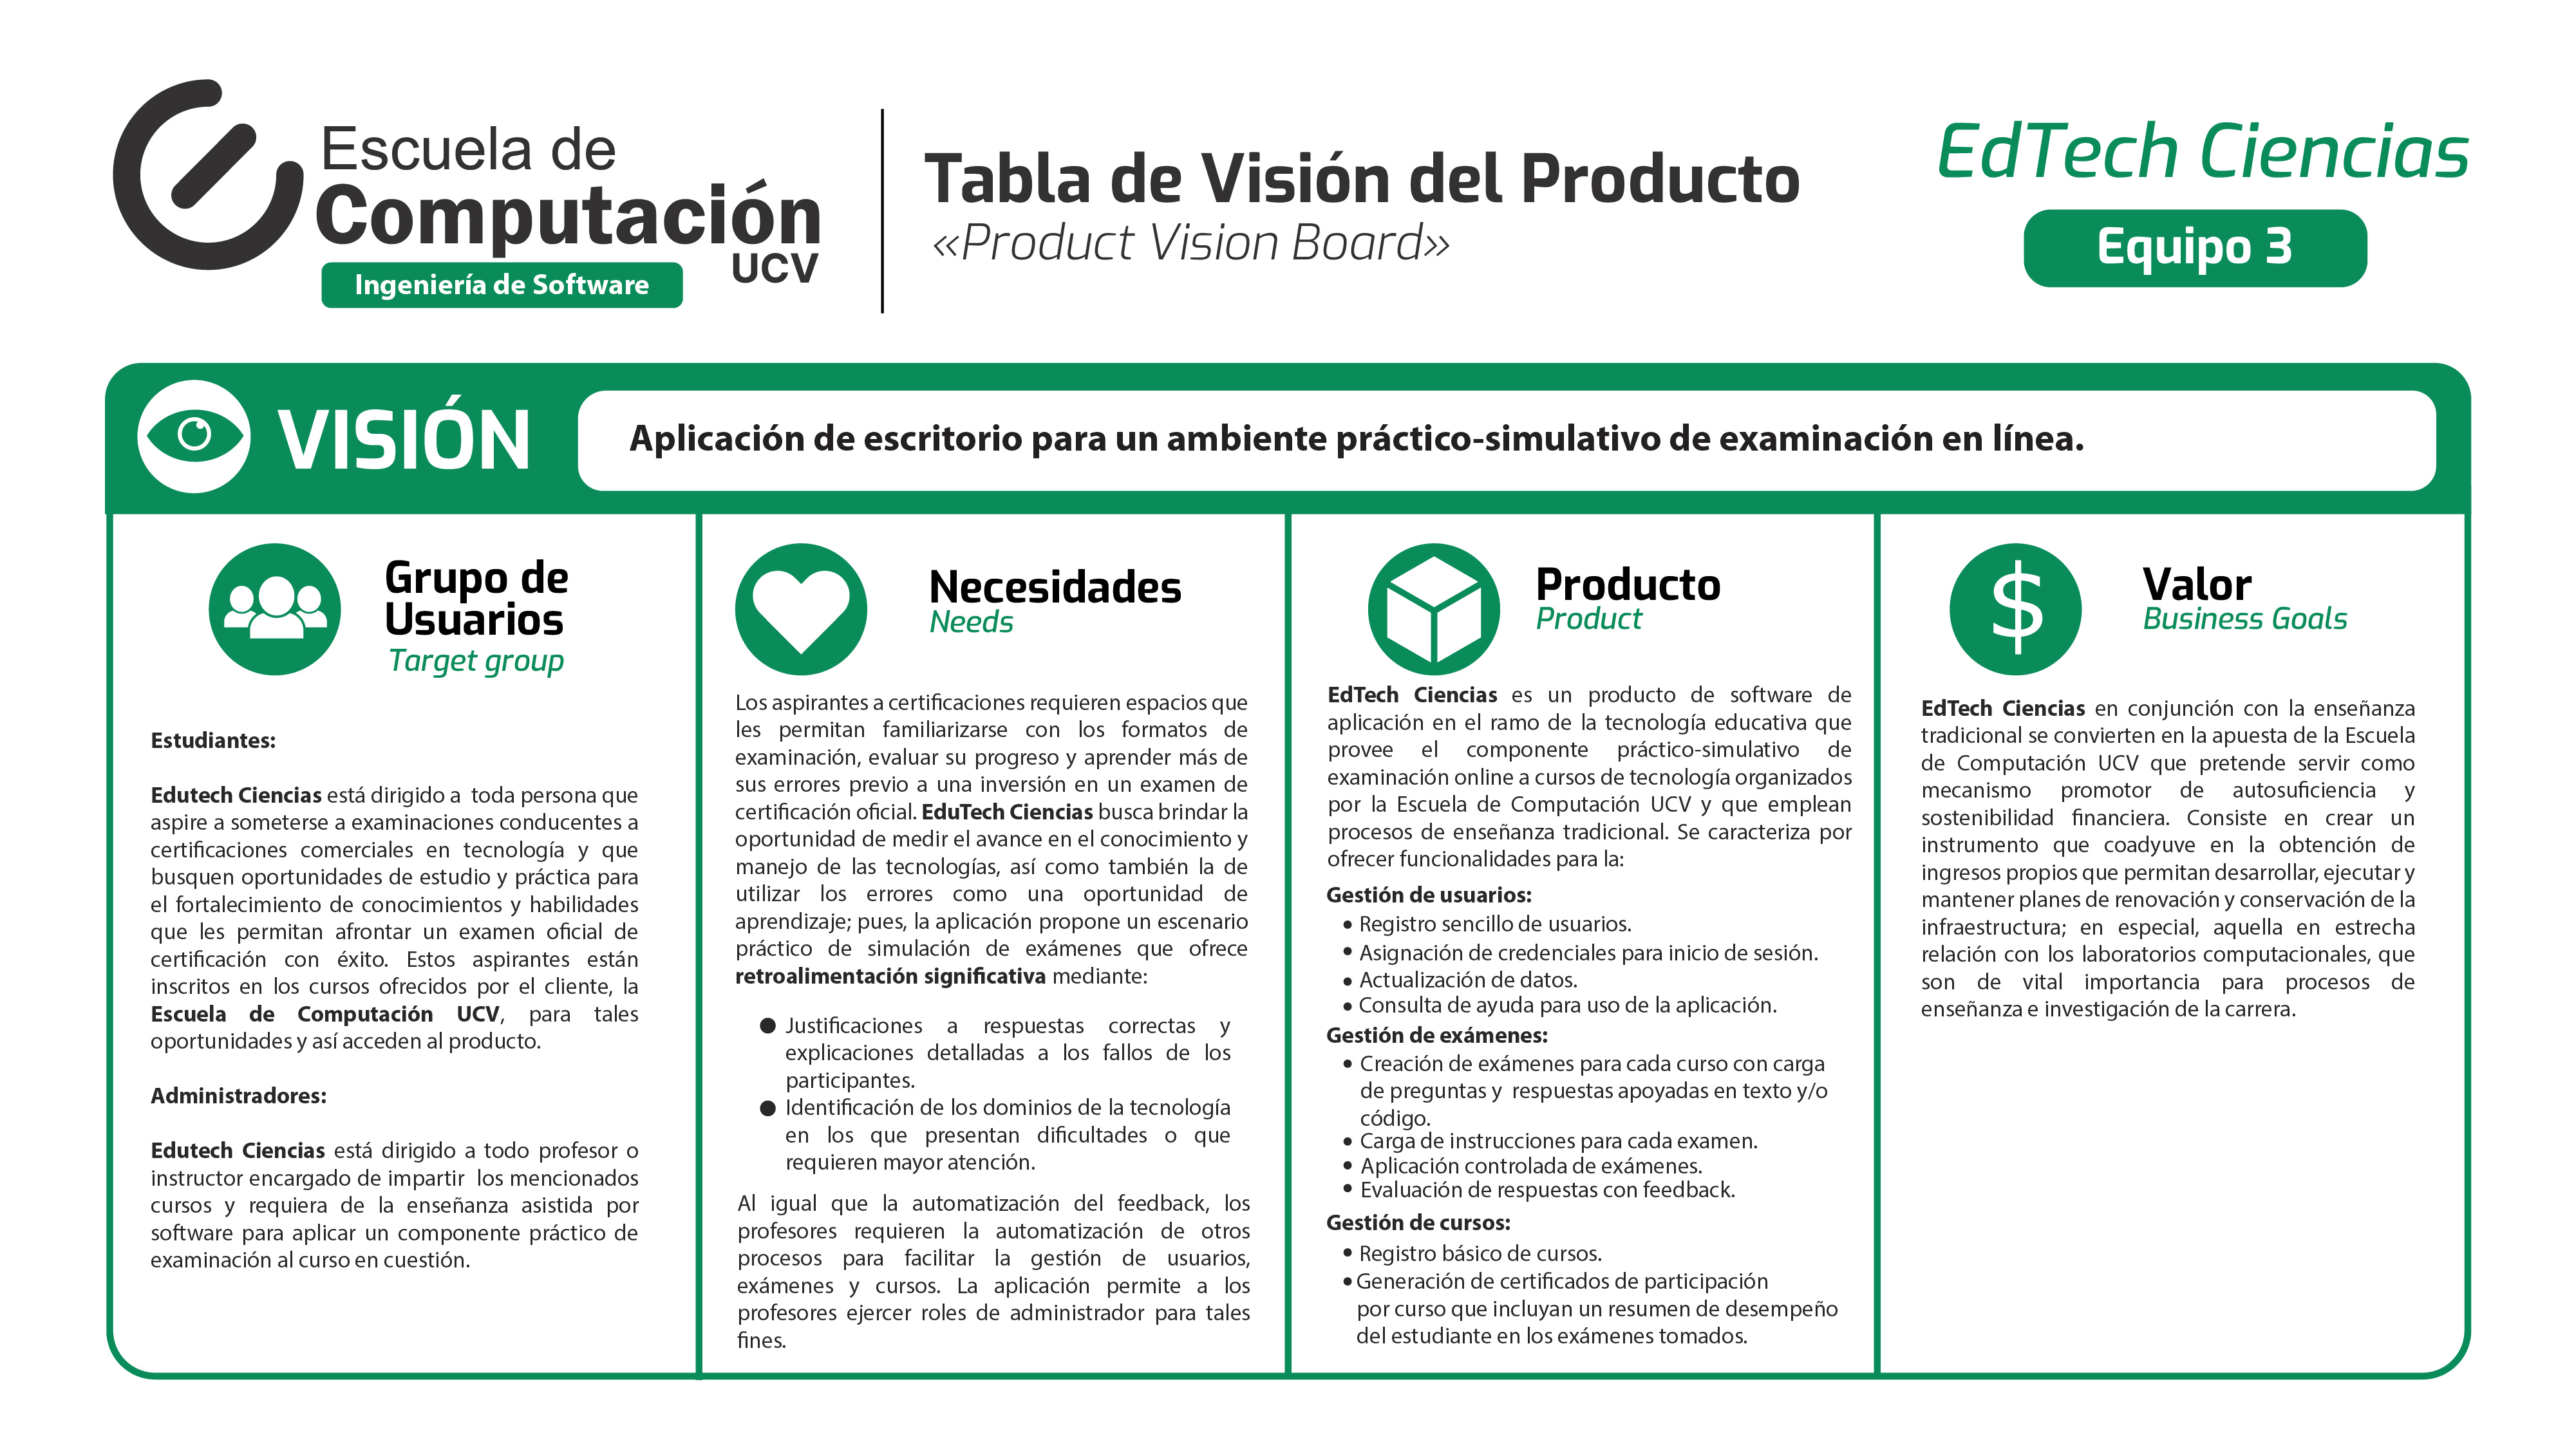 Escuela de
Computación
UCV
Ingeniería de Software
Tabla de Visión del Producto
«Product Vision Board»
EdTech Ciencias
Equipo 3
VISIÓN
Aplicación de escritorio para un ambiente práctico-simulativo de examinación en línea.
Grupo de
Usuarios
Target group
Estudiantes:
Edutech Ciencias está dirigido a toda persona que
aspire a someterse a examinaciones conducentes a
certificaciones comerciales en tecnología y que
busquen oportunidades de estudio y práctica para
el fortalecimiento de conocimientos y habilidades
que les permitan afrontar un examen oficial de
certificación con éxito. Estos aspirantes están
inscritos en los cursos ofrecidos por el cliente, la
Escuela de Computación UCV, para tales
oportunidades y así acceden al producto.
Administradores:
Edutech Ciencias está dirigido a todo profesor o
instructor encargado de impartir los mencionados
cursos y requiera de la enseñanza asistida por
software para aplicar un componente práctico de
examinación al curso en cuestión.
Necesidades
Needs
Los aspirantes a certificaciones requieren espacios que
les permitan familiarizarse con los formatos de
examinación, evaluar su progreso y aprender más de
sus errores previo a una inversión en un examen de
certificación oficial. EduTech Ciencias busca brindar la
oportunidad de medir el avance en el conocimiento y
manejo de las tecnologías, así como también la de
utilizar los errores como una oportunidad de
aprendizaje; pues, la aplicación propone un escenario
práctico de simulación de exámenes que ofrece
retroalimentación significativa mediante:
● Justificaciones a respuestas correctas y
explicaciones detalladas a los fallos de los
participantes.
● Identificación de los dominios de la tecnología
en los que presentan dificultades o que
requieren mayor atención.
Al igual que la automatización del feedback, los
profesores requieren la automatización de otros
procesos para facilitar la gestión de usuarios,
exámenes y cursos. La aplicación permite a los
profesores ejercer roles de administrador para tales
fines.
Producto
Product
EdTech Ciencias es un producto de software de
aplicación en el ramo de la tecnología educativa que
provee el componente práctico-simulativo de
examinación online a cursos de tecnología organizados
por la Escuela de Computación UCV y que emplean
procesos de enseñanza tradicional. Se caracteriza por
ofrecer funcionalidades para la:
Gestión de usuarios:
• Registro sencillo de usuarios.
• Asignación de credenciales para inicio de sesión.
• Actualización de datos.
• Consulta de ayuda para uso de la aplicación.
Gestión de exámenes:
• Creación de exámenes para cada curso con carga
de preguntas y respuestas apoyadas en texto y/o
código.
• Carga de instrucciones para cada examen.
• Aplicación controlada de exámenes.
• Evaluación de respuestas con feedback.
Gestión de cursos:
• Registro básico de cursos.
• Generación de certificados de participación
por curso que incluyan un resumen de desempeño
del estudiante en los exámenes tomados.
$
Valor
Business Goals
EdTech Ciencias en conjunción con la enseñanza
tradicional se convierten en la apuesta de la Escuela
de Computación UCV que pretende servir como
mecanismo promotor de autosuficiencia y
sostenibilidad financiera. Consiste en crear un
instrumento que coadyuve en la obtención de
ingresos propios que permitan desarrollar, ejecutar y
mantener planes de renovación y conservación de la
infraestructura; en especial, aquella en estrecha
relación con los laboratorios computacionales, que
son de vital importancia para procesos de
enseñanza e investigación de la carrera.